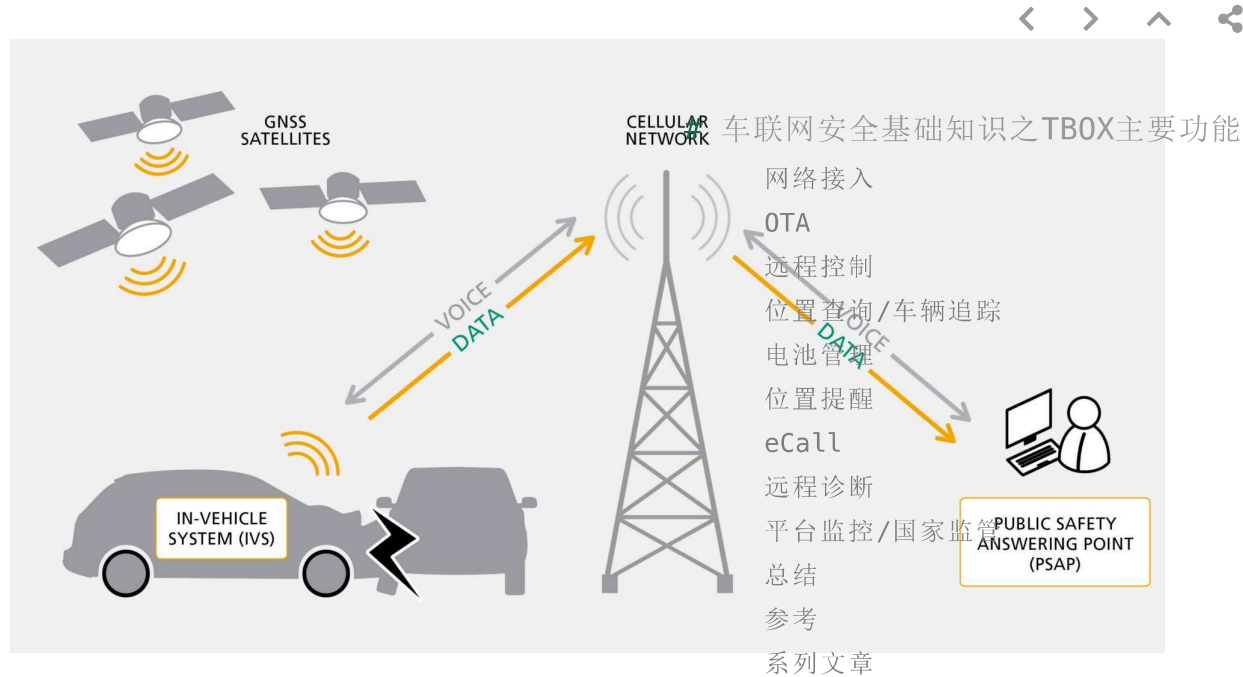 GNSS
SATELLITES
CELLULAR
NETWORK
# 车联网安全基础知识之TBOX主要功能
网络接入
OTA
远程控制
位置查询/车辆追踪
电池管理
位置提醒
eCall
远程诊断
平台监控/国家监管
总结
参考
系列文章
VOICE
DATA
VOICE
DATA
IN-VEHICLE
SYSTEM (IVS)
PUBLIC SAFETY
ANSWERING POINT
(PSAP)